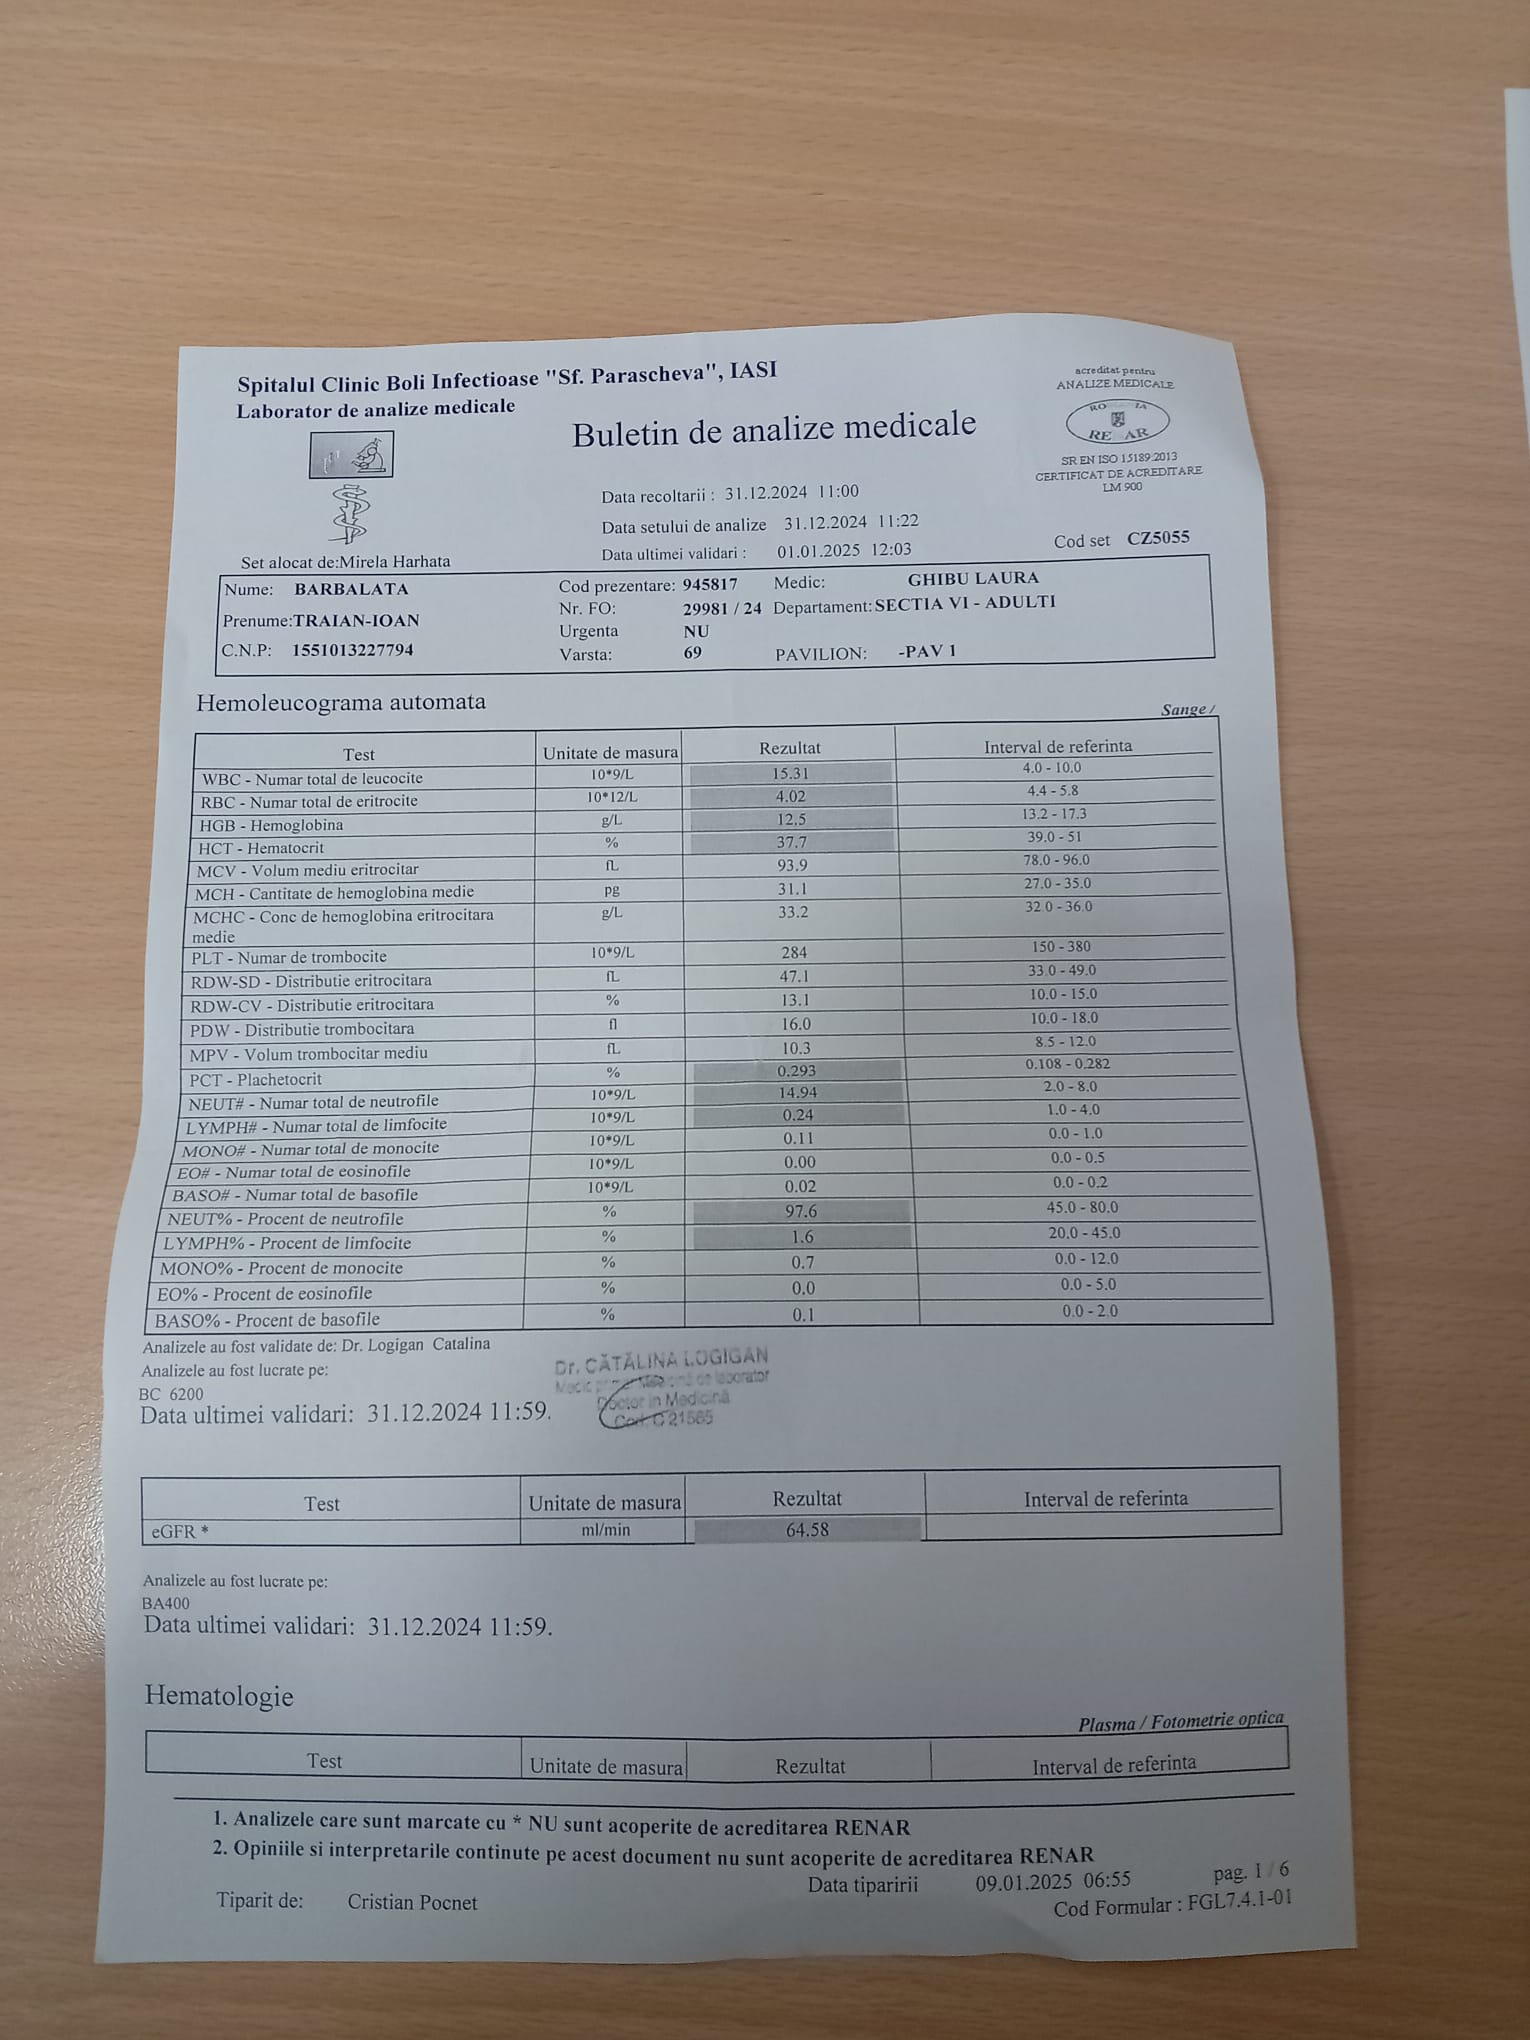 Spitalul Clinic Boli Infectioase "Sf. Parascheva", IASI
Laborator de analize medicale
acreditat pentru
ANALIZE MEDICALE
RE AR
SR EN ISO 15189:2013
CERTIFICAT DE ACREDITARE
LM 900
Buletin de analize medicale
Data recoltarii : 31.12.2024 11:00
Data setului de analize 31.12.2024 11:22
Data ultimei validari : 01.01.2025 12:03
Cod set CZ5055
Set alocat de:Mirela Harhata
Nume: BARBALATA Cod prezentare: 945817 Medic: GHIBU LAURA
Prenume:TRAIAN-IOAN Nr. FO: 29981 / 24 Departament:SECTIA VI - ADULTI
Urgenta NU
C.N.P: 1551013227794 Varsta: 69 PAVILION: -PAV 1
Hemoleucograma automata
Sange /
Test Unitate de masura Rezultat Interval de referinta
WBC - Numar total de leucocite 10*9/L 15.31 4.0 - 10.0
RBC - Numar total de eritrocite 10*12/L 4.02 4.4 - 5.8
HGB - Hemoglobina g/L 12.5 13.2 - 17.3
HCT - Hematocrit % 37.7 39.0 - 51
MCV - Volum mediu eritrocitar fL 93.9 78.0 - 96.0
MCH - Cantitate de hemoglobina medie pg 31.1 27.0 - 35.0
MCHC - Conc de hemoglobina eritrocitara g/L 33.2 32.0 - 36.0
medie
PLT - Numar de trombocite 10*9/L 284 150 - 380
RDW-SD - Distributie eritrocitara fL 47.1 33.0 - 49.0
RDW-CV - Distributie eritrocitara % 13.1 10.0 - 15.0
PDW - Distributie trombocitara fl 16.0 10.0 - 18.0
MPV - Volum trombocitar mediu fL 10.3 8.5 - 12.0
PCT - Plachetocrit % 0.293 0.108 - 0.282
NEUT# - Numar total de neutrofile 10*9/L 14.94 2.0 - 8.0
LYMPH# - Numar total de limfocite 10*9/L 0.24 1.0 - 4.0
MONO# - Numar total de monocite 10*9/L 0.11 0.0 - 1.0
EO# - Numar total de eosinofile 10*9/L 0.00 0.0 - 0.5
BASO# - Numar total de basofile 10*9/L 0.02 0.0 - 0.2
NEUT% - Procent de neutrofile % 97.6 45.0 - 80.0
LYMPH% - Procent de limfocite % 1.6 20.0 - 45.0
MONO% - Procent de monocite % 0.7 0.0 - 12.0
EO% - Procent de eosinofile % 0.0 0.0 - 5.0
BASO% - Procent de basofile % 0.1 0.0 - 2.0
Analizele au fost validate de: Dr. Logigan Catalina
Analizele au fost lucrate pe:
BC 6200
Data ultimei validari: 31.12.2024 11:59.
Dr. CĂTĂLINA LOGIGAN
Medic de laborator
Doctor in Medicină
Cod: C 21565
Test Unitate de masura Rezultat Interval de referinta
eGFR * ml/min 64.58
Analizele au fost lucrate pe:
BA400
Data ultimei validari: 31.12.2024 11:59.
Hematologie
Plasma / Fotometrie optica
Test Unitate de masura Rezultat Interval de referinta
1. Analizele care sunt marcate cu * NU sunt acoperite de acreditarea RENAR
2. Opiniile si interpretarile continute pe acest document nu sunt acoperite de acreditarea RENAR
Data tiparirii 09.01.2025 06:55 pag. 1 / 6
Tiparit de: Cristian Pocnet Cod Formular : FGL7.4.1-01